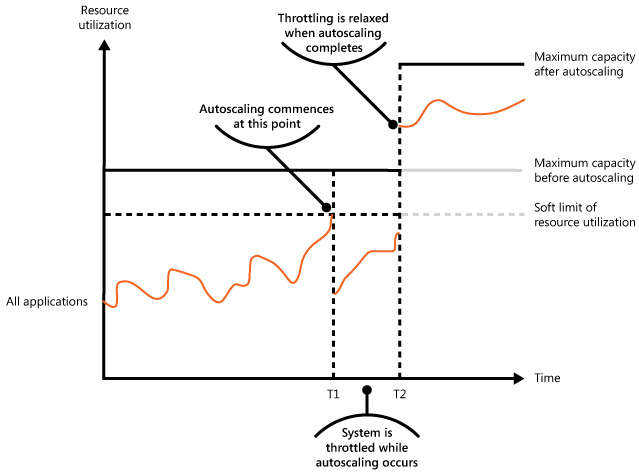 Resource
utilization
Throttling is relaxed
when autoscaling
completes
Maximum capacity
after autoscaling
Autoscaling commences
at this point
Maximum capacity
before autoscaling
Soft limit of
resource utilization
All applications
Time
T1
T2
System is
throttled while
autoscaling occurs